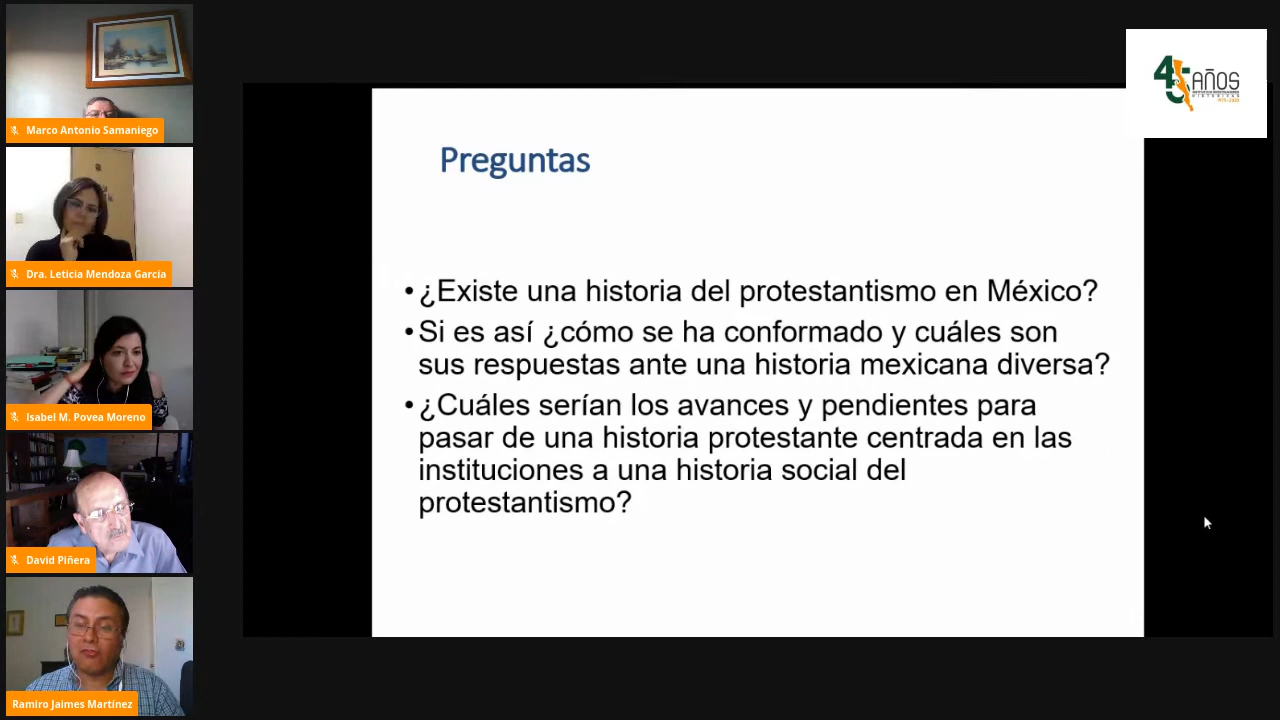 Marco Antonio Samaniego
Dra. Leticia Mendoza García
Isabel M. Povea Moreno
David Piñera
Ramiro Jaimes Martínez
Preguntas
• ¿Existe una historia del protestantismo en México?
• Si es así ¿cómo se ha conformado y cuáles son
sus respuestas ante una historia mexicana diversa?
• ¿Cuáles serían los avances y pendientes para
pasar de una historia protestante centrada en las
instituciones a una historia social del
protestantismo?
45 AÑOS